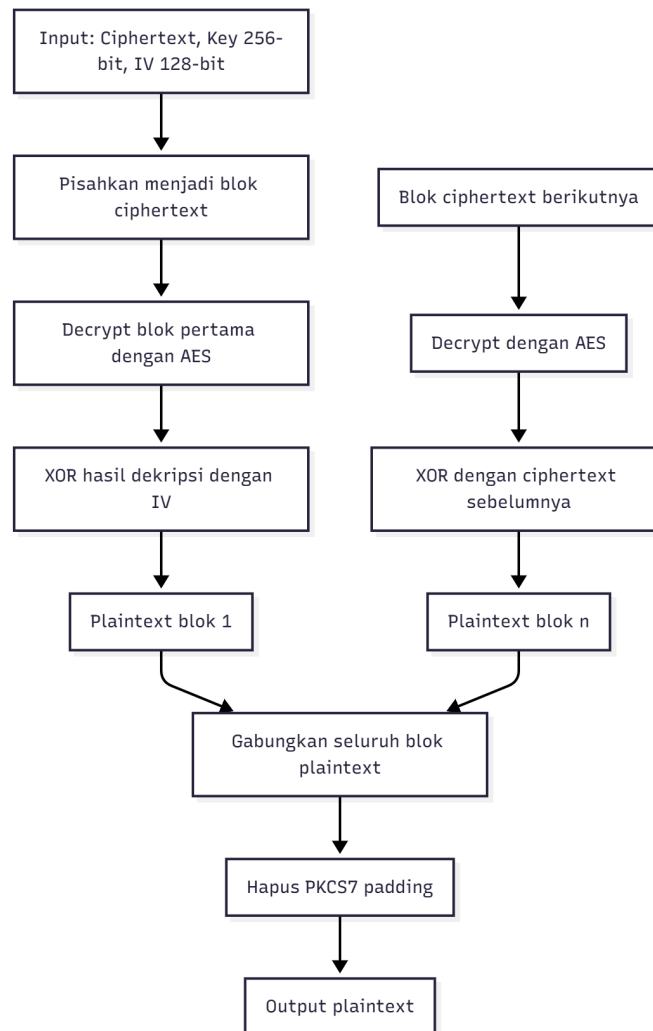 Input: Ciphertext, Key 256-
bit, IV 128-bit
Pisahkan menjadi blok
ciphertext
Blok ciphertext berikutnya
Decrypt blok pertama
dengan AES
Decrypt dengan AES
XOR hasil dekripsi dengan
IV
XOR dengan ciphertext
sebelumnya
Plaintext blok 1
Plaintext blok n
Gabungkan seluruh blok
plaintext
Hapus PKCS7 padding
Output plaintext